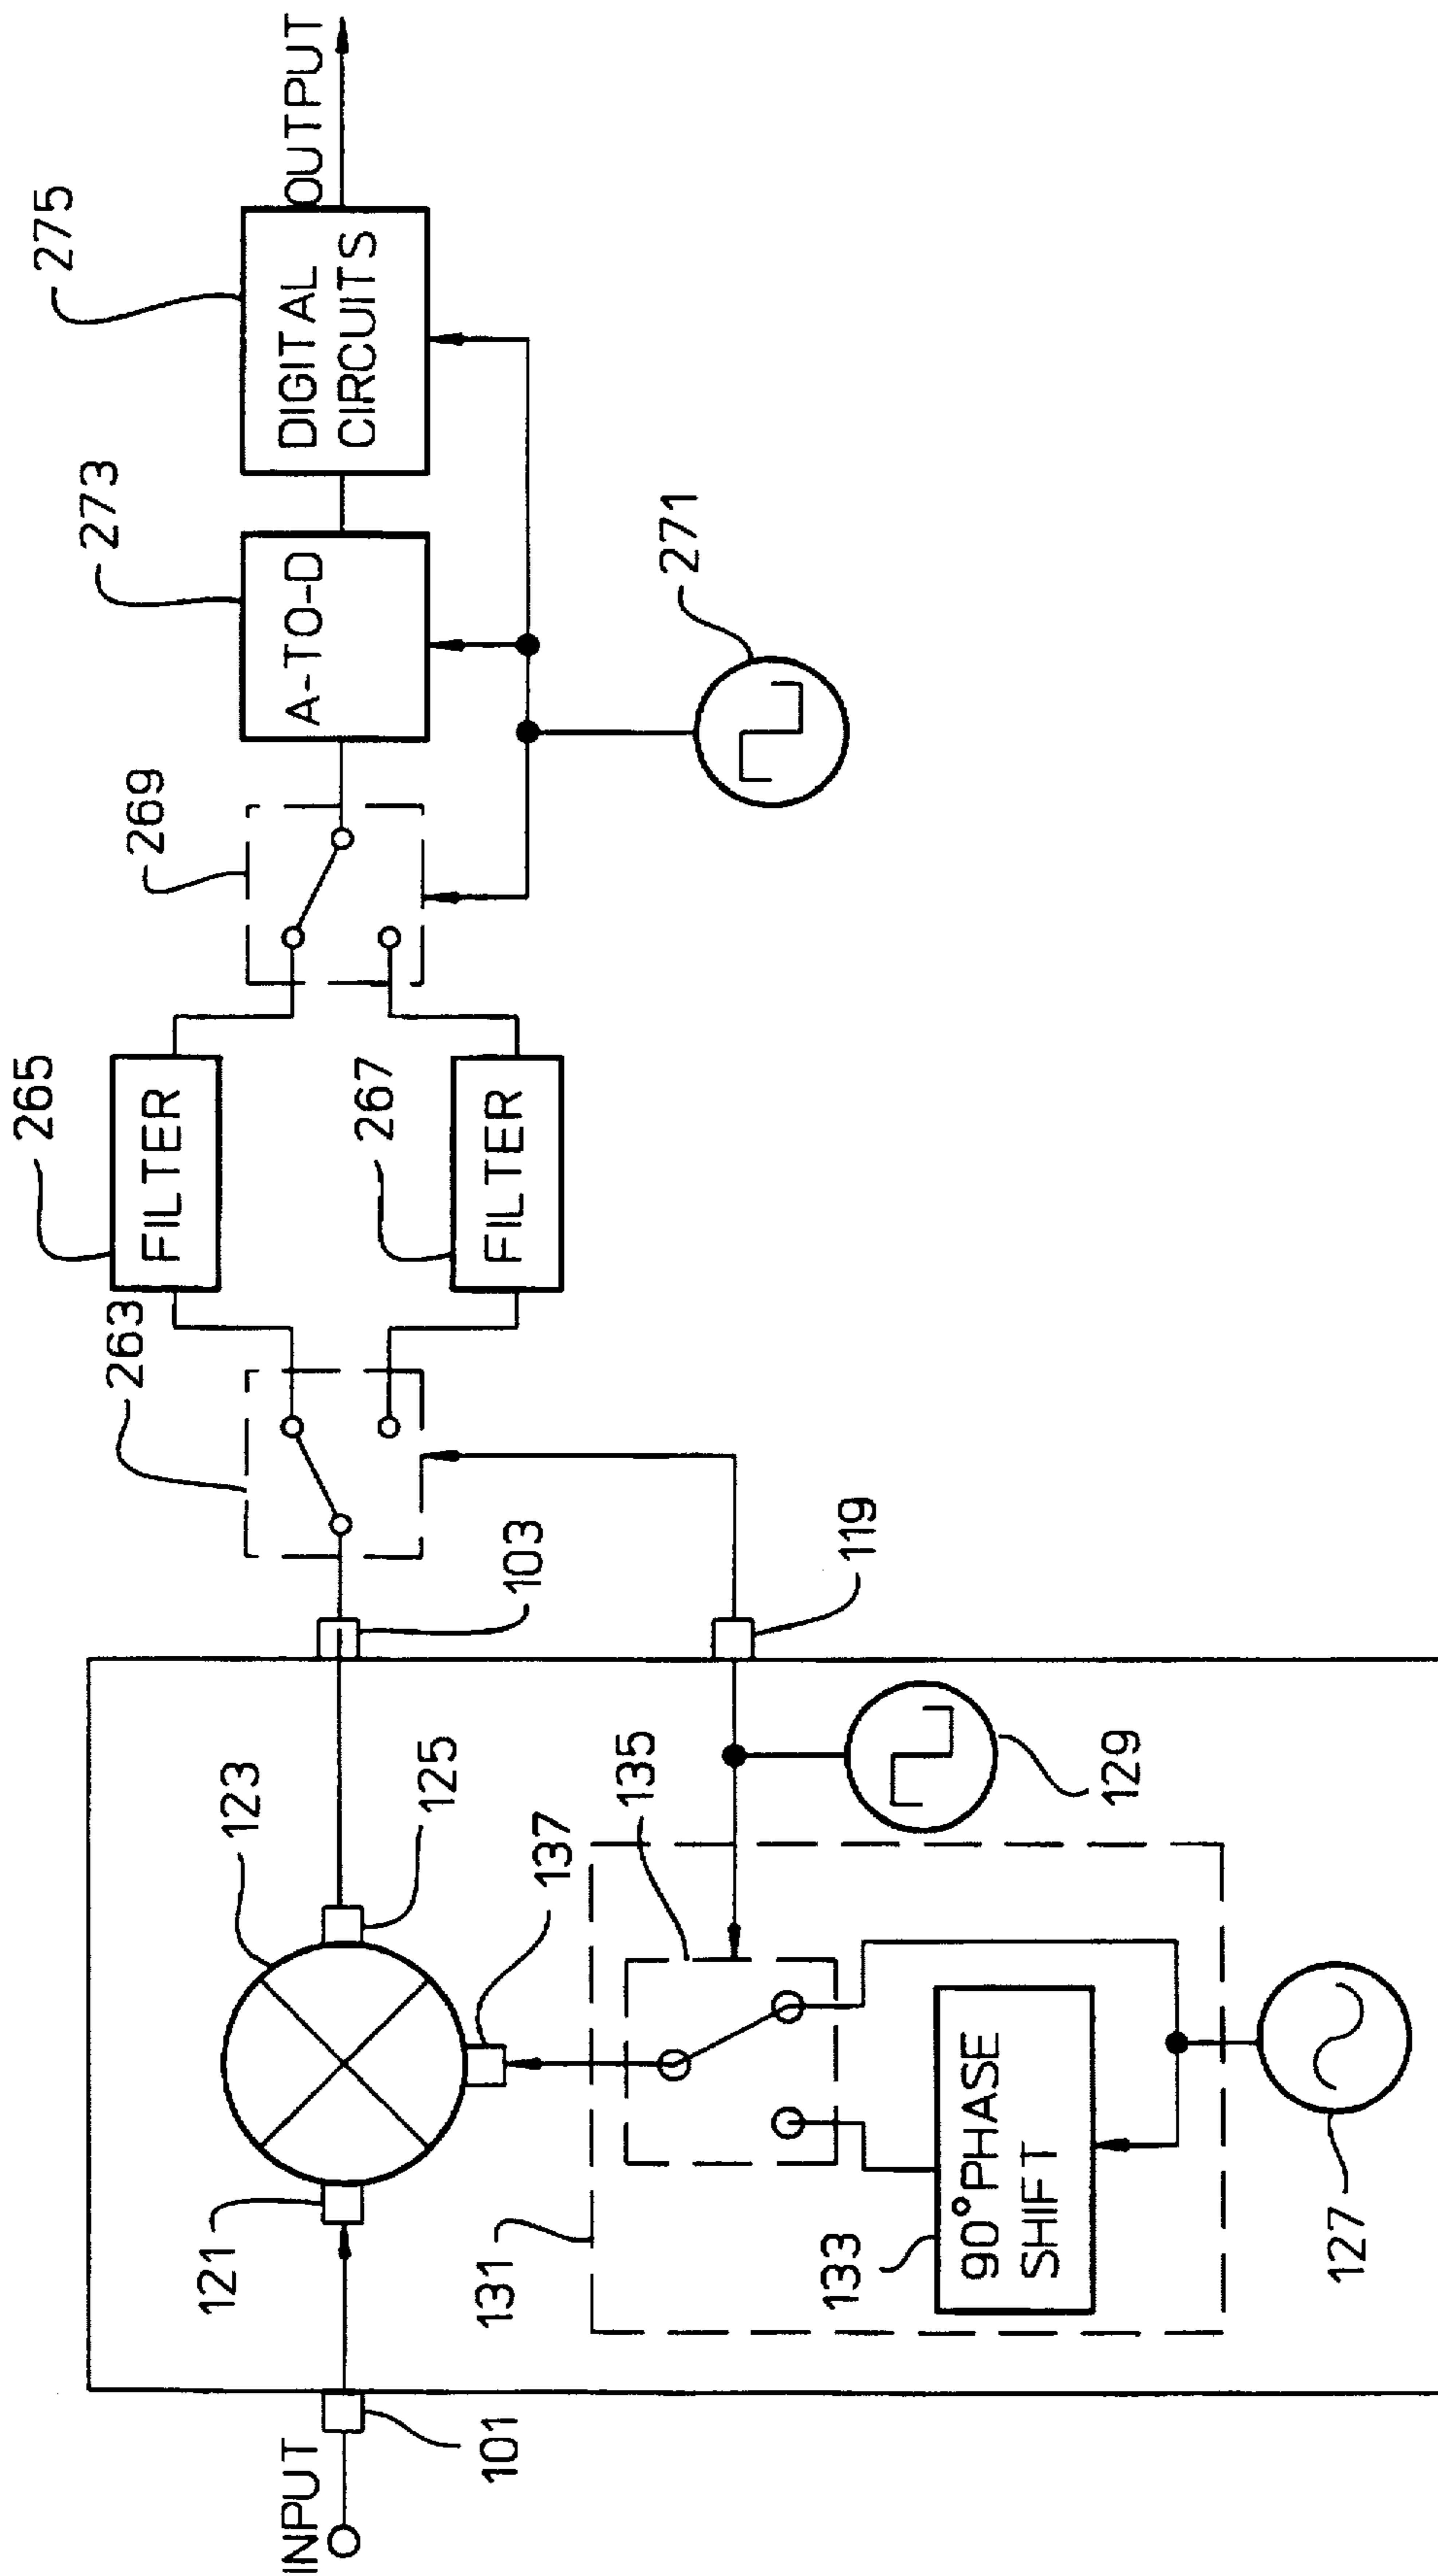 INPUT
101
121
123
125
137
131
133
90° PHASE
SHIFT
135
127
129
103
119
263
265
FILTER
267
FILTER
269
271
273
A-TO-D
275
DIGITAL
CIRCUITS
OUTPUT